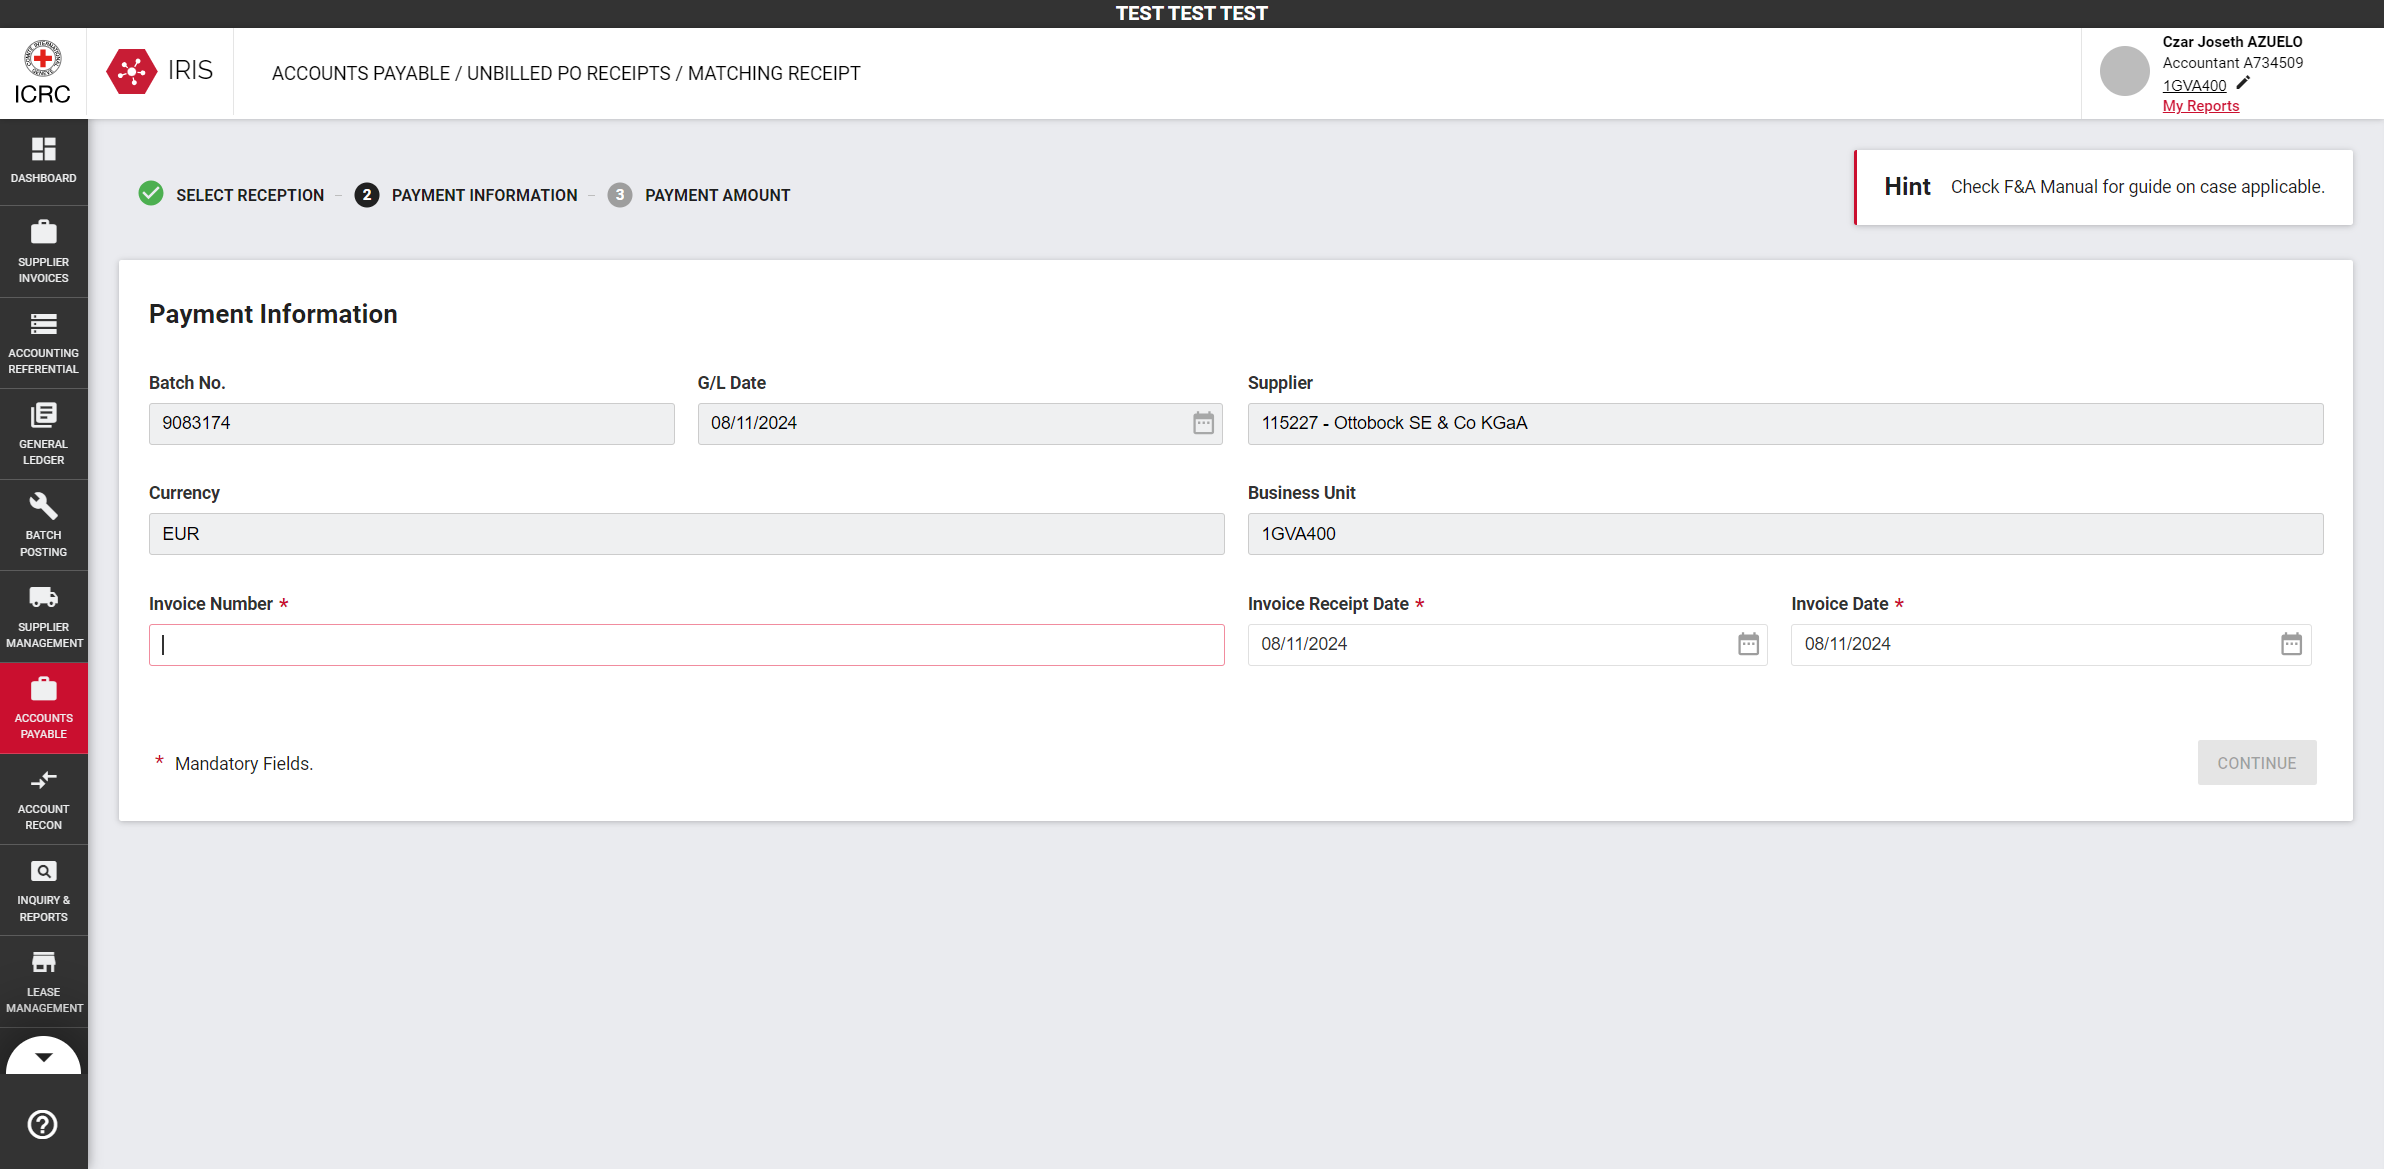 TEST TEST TEST
ICRC
IRIS
ACCOUNTS PAYABLE / UNBILLED PO RECEIPTS / MATCHING RECEIPT
Czar Joseth AZUELO
Accountant A734509
1GVA400
My Reports
DASHBOARD
SUPPLIER
INVOICES
ACCOUNTING
REFERENTIAL
GENERAL
LEDGER
BATCH
POSTING
SUPPLIER
MANAGEMENT
ACCOUNTS
PAYABLE
ACCOUNT
RECON
INQUIRY &
REPORTS
LEASE
MANAGEMENT
SELECT RECEPTION – 2 PAYMENT INFORMATION – 3 PAYMENT AMOUNT
Hint Check F&A Manual for guide on case applicable.
Payment Information
Batch No. G/L Date Supplier
9083174 08/11/2024 115227 - Ottobock SE & Co KGaA
Currency Business Unit
EUR 1GVA400
Invoice Number * Invoice Receipt Date * Invoice Date *
08/11/2024 08/11/2024
* Mandatory Fields.
CONTINUE